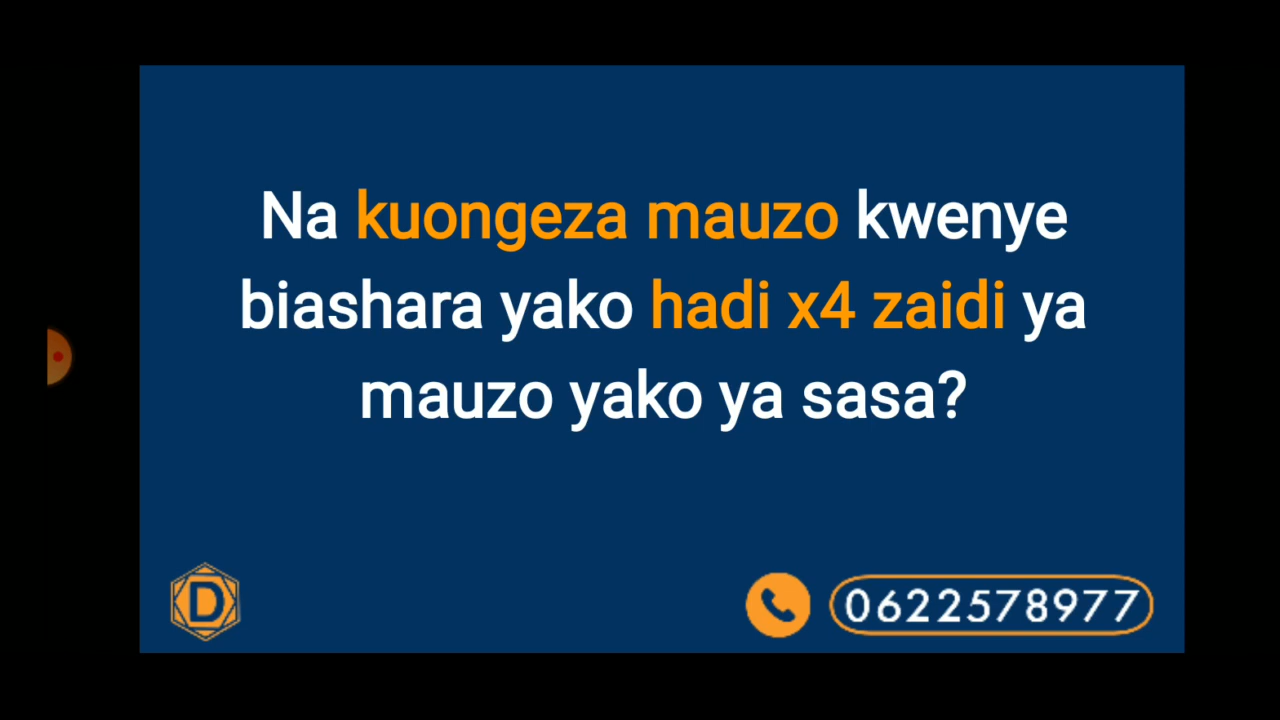 Na kuongeza mauzo kwenye
biashara yako hadi x4 zaidi ya
mauzo yako ya sasa?
D
0622578977